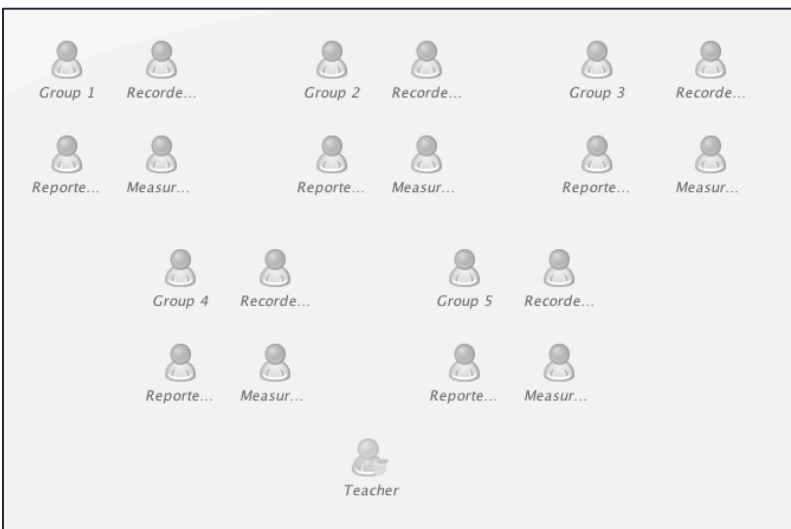 Group 1 Recorde... Group 2 Recorde... Group 3 Recorde...
Reporte... Measur... Reporte... Measur... Reporte... Measur...
Group 4 Recorde... Group 5 Recorde...
Reporte... Measur... Reporte... Measur...
Teacher